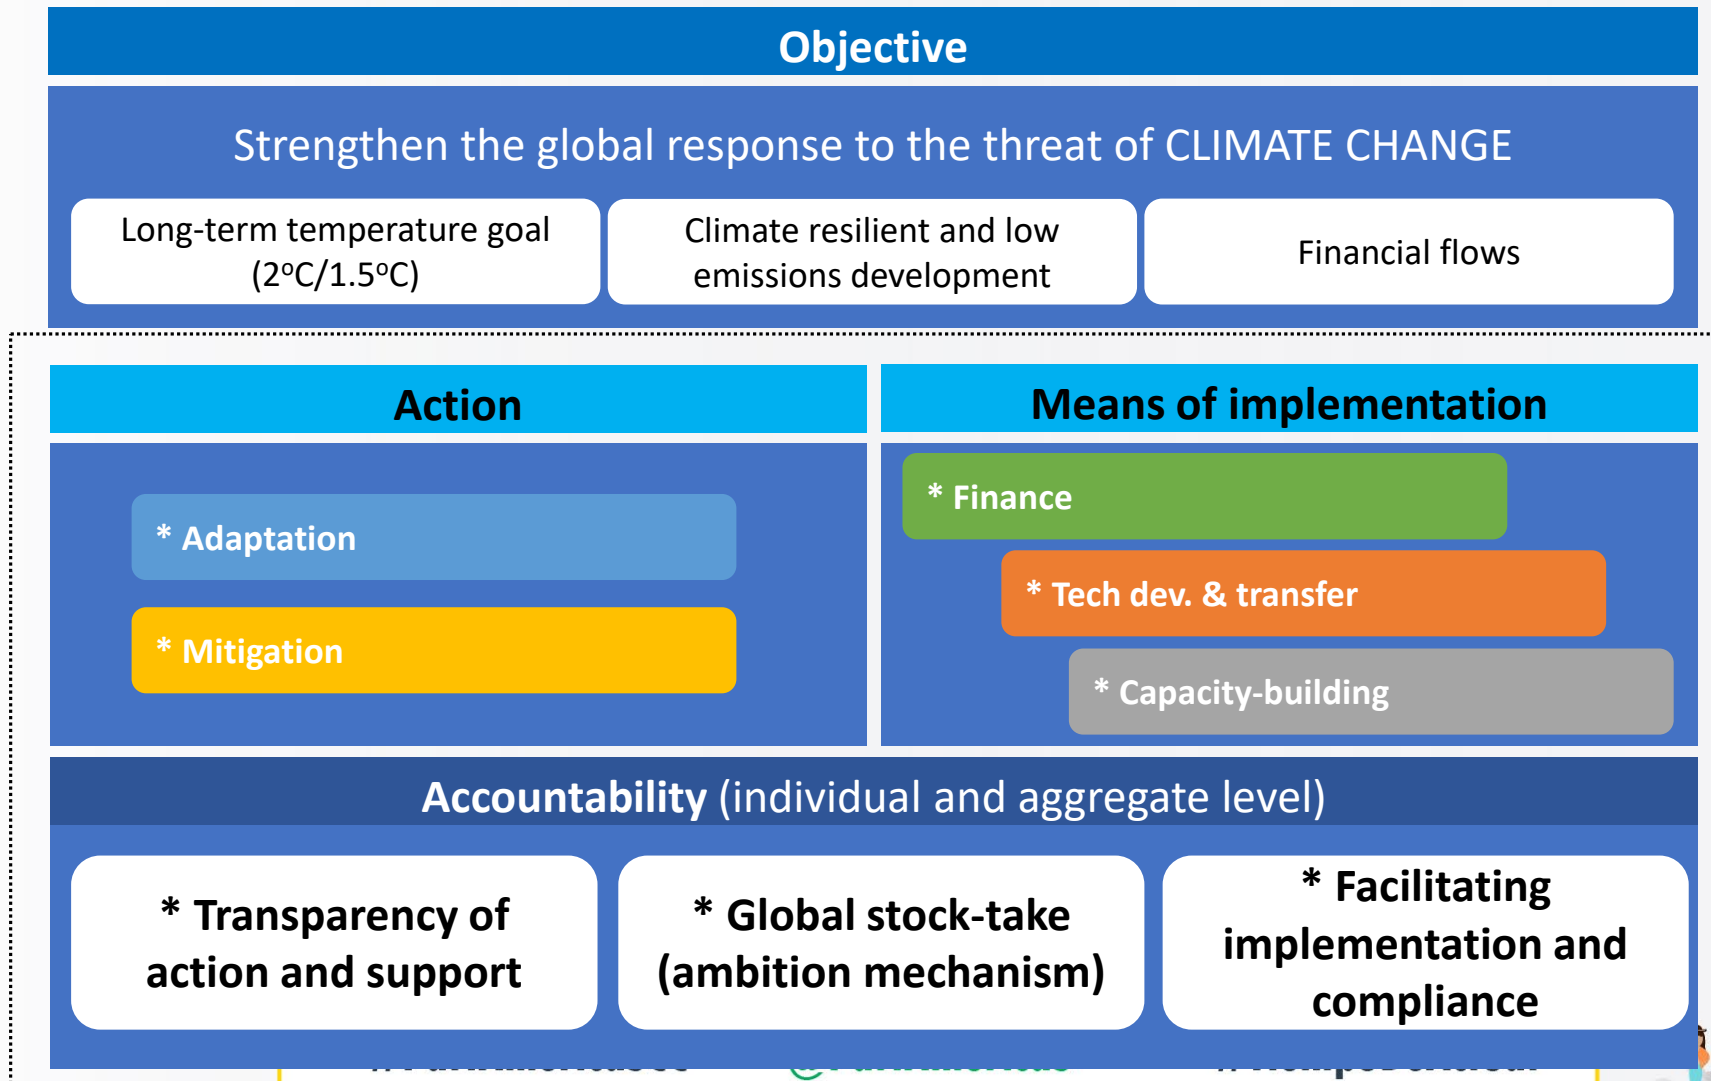 Objective
Strengthen the global response to the threat of CLIMATE CHANGE
Long-term temperature goal
(2°C/1.5°C)
Climate resilient and low
emissions development
Financial flows
Action
Means of implementation
* Adaptation
* Mitigation
* Finance
* Tech dev. & transfer
* Capacity-building
Accountability (individual and aggregate level)
* Transparency of
action and support
* Global stock-take
(ambition mechanism)
* Facilitating
implementation and
compliance